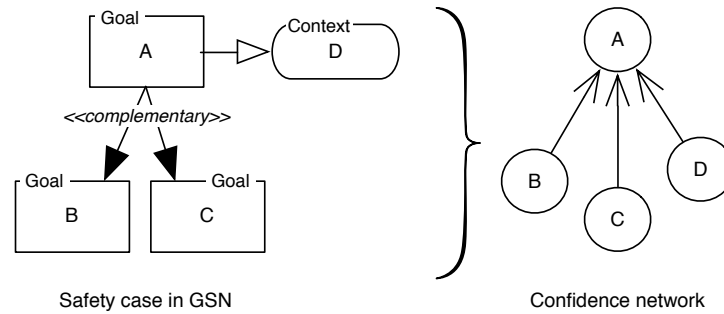 Goal
A
Context
D
<<complementary>>
Goal
B
Goal
C
A
B
C
D
Safety case in GSN
Confidence network